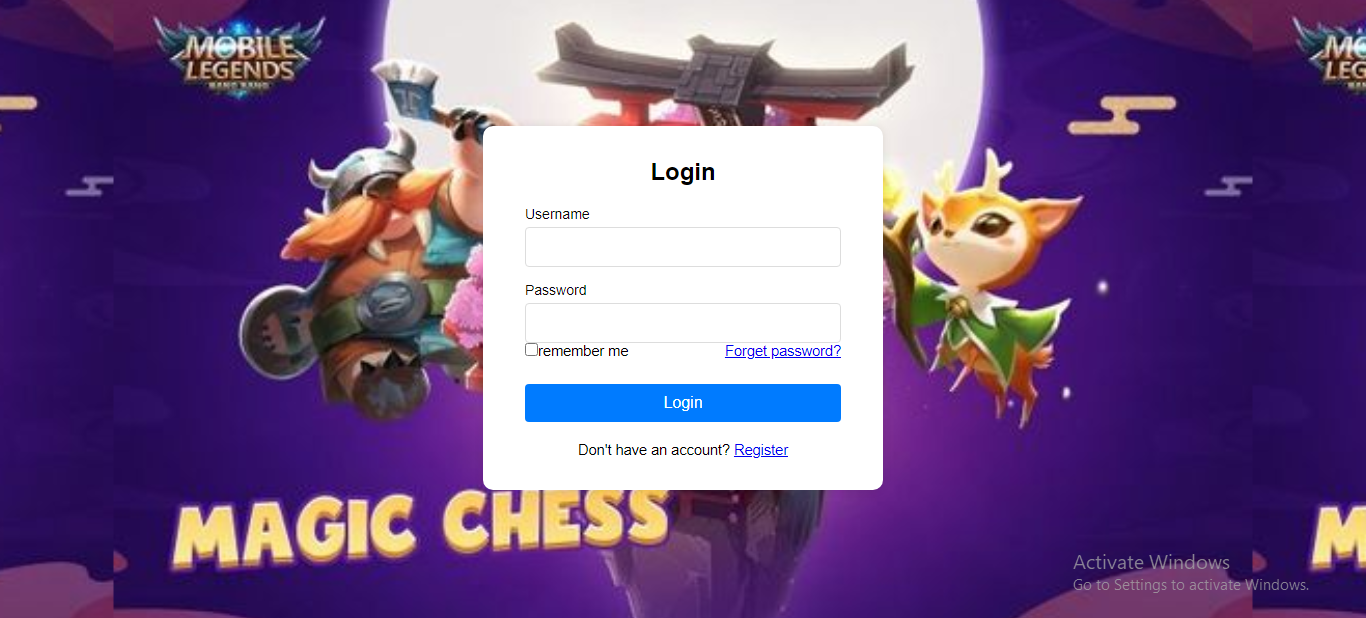 MOBILE
LEGENDS
BANG BANG
Login
Username
Password
remember me
Forget password?
Login
Don't have an account? Register
MAGIC CHESS
Activate Windows
Go to Settings to activate Windows.